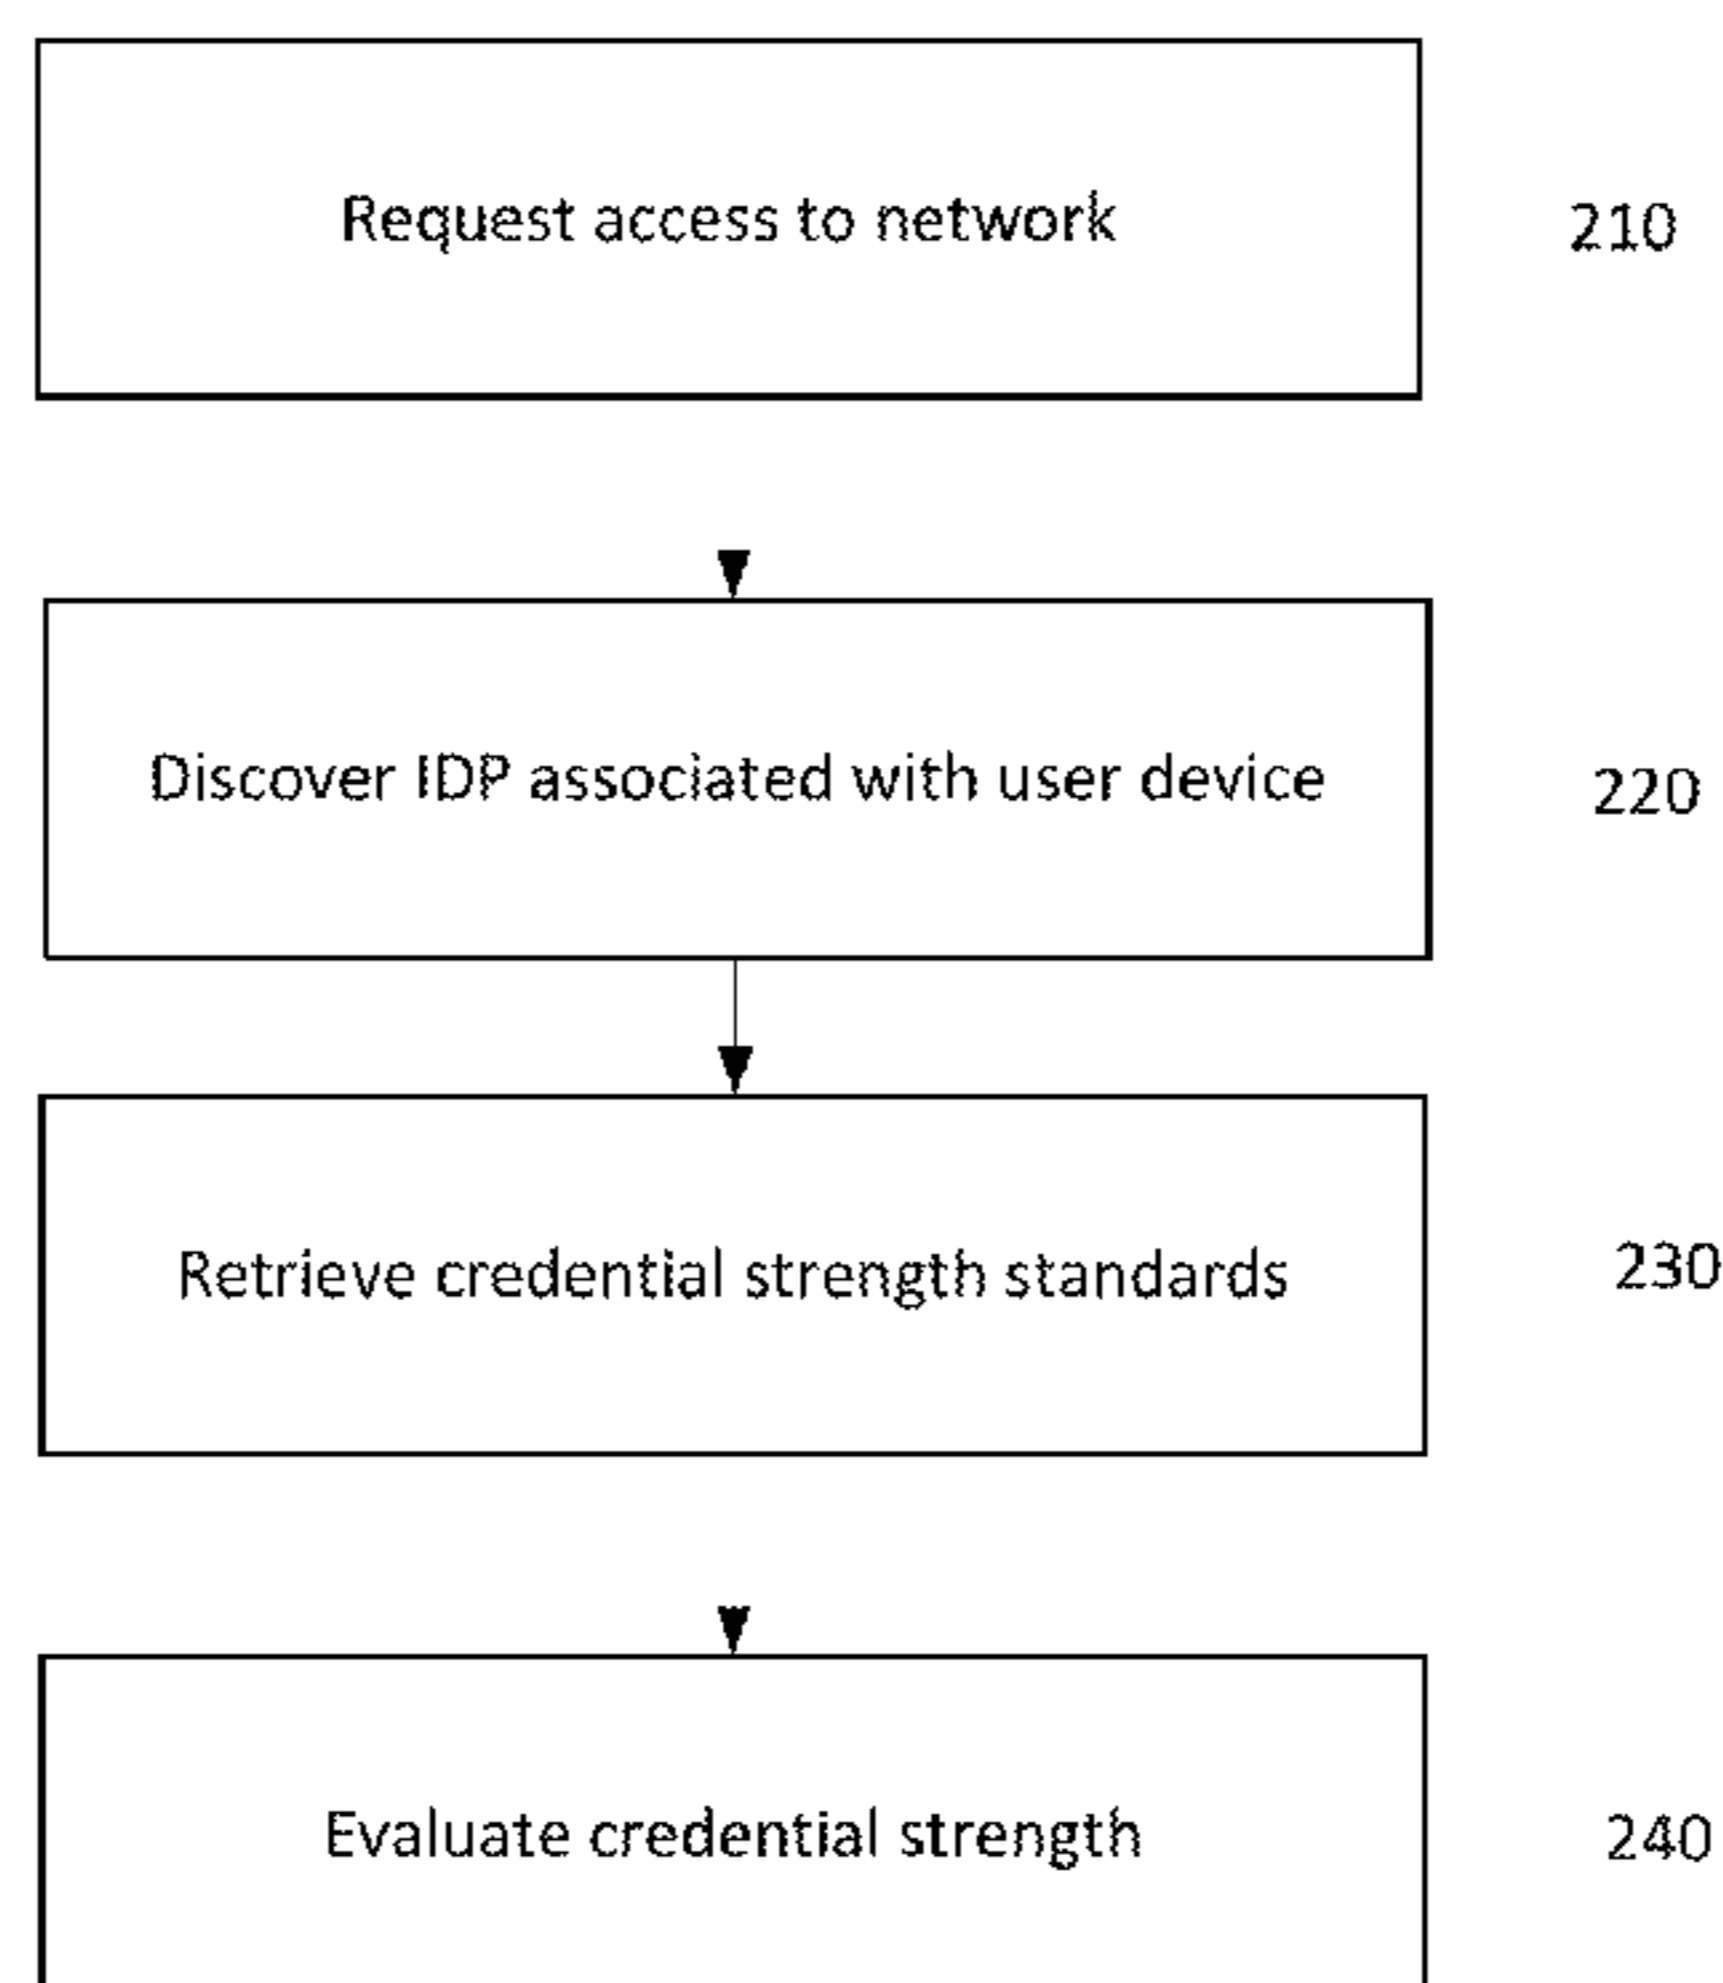 Request access to network
210
Discover IDP associated with user device
220
Retrieve credential strength standards
230
Evaluate credential strength
240